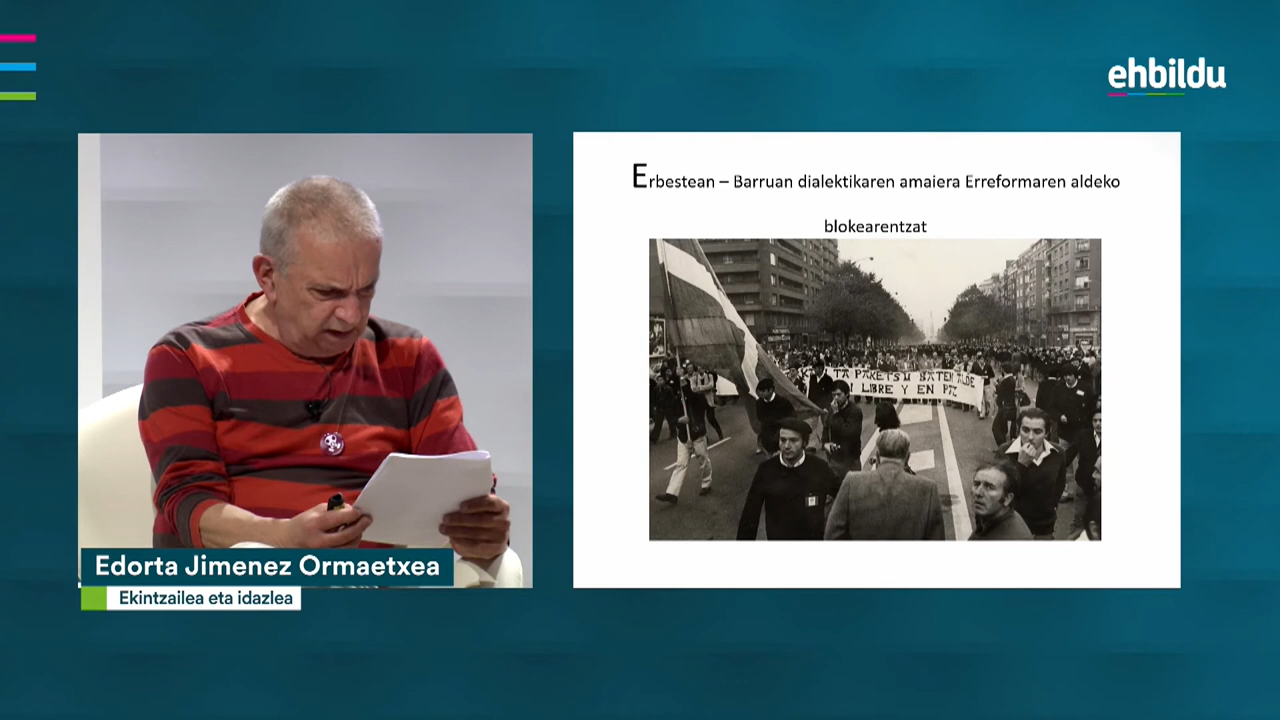 ehbildu
Erbestean – Barruan dialektikaren amaiera Erreformaren aldeko
blokearentzat
TA PAKETSU BATEN ALDE
LIBRE Y EN
Edorta Jimenez Ormaetxea
Ekintzailea eta idazlea